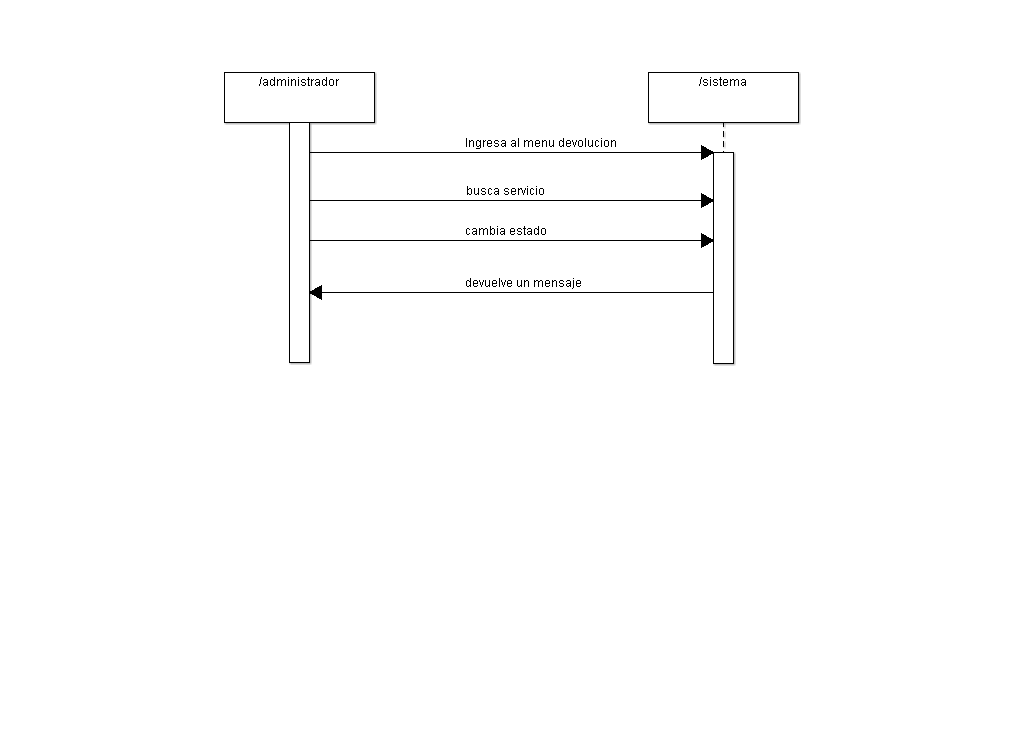 /administrador
/sistema
Ingresa al menu devolucion
busca servicio
cambia estado
devuelve un mensaje